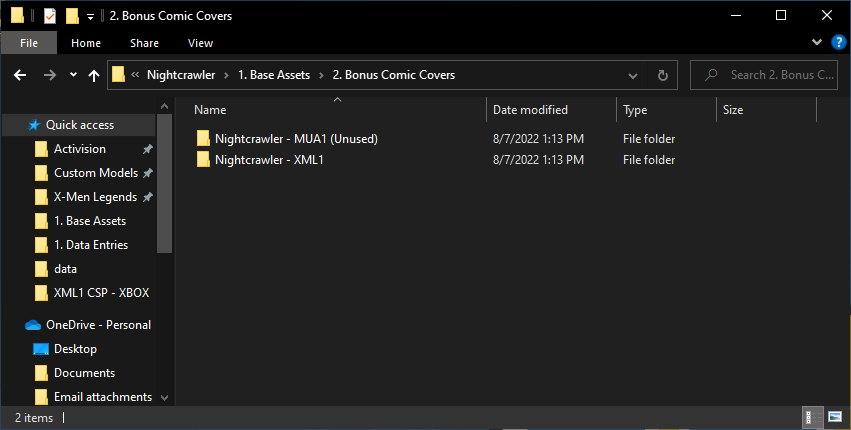 2. Bonus Comic Covers
File Home Share View
Nightcrawler 1. Base Assets 2. Bonus Comic Covers Search 2. Bonus C...
Name Date modified Type Size
Quick access
Activision
Custom Models
X-Men Legends
1. Base Assets
1. Data Entries
data
XML1 CSP - XBOX
OneDrive - Personal
Desktop
Documents
Email attachments
Nightcrawler - MUA1 (Unused) 8/7/2022 1:13 PM File folder
Nightcrawler - XML1 8/7/2022 1:13 PM File folder
2 items